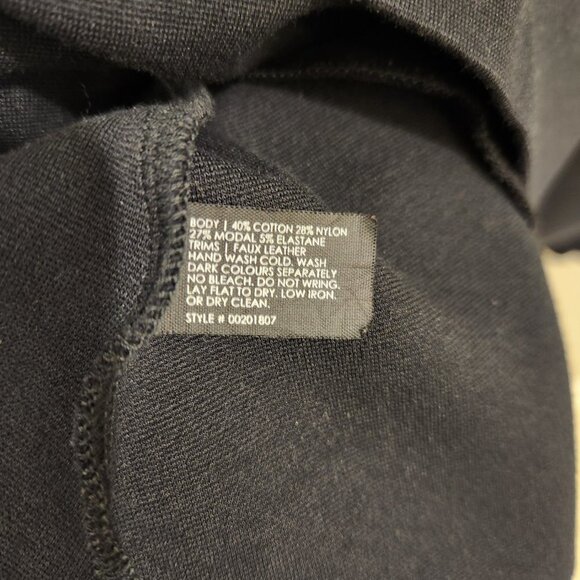 BODY | 40% COTTON 28% NYLON
27% MODAL 5% ELASTANE
TRIMS | FAUX LEATHER
HAND WASH COLD. WASH
DARK COLOURS SEPARATELY
NO BLEACH. DO NOT WRING.
LAY FLAT TO DRY. LOW IRON.
OR DRY CLEAN.
STYLE # 00201807